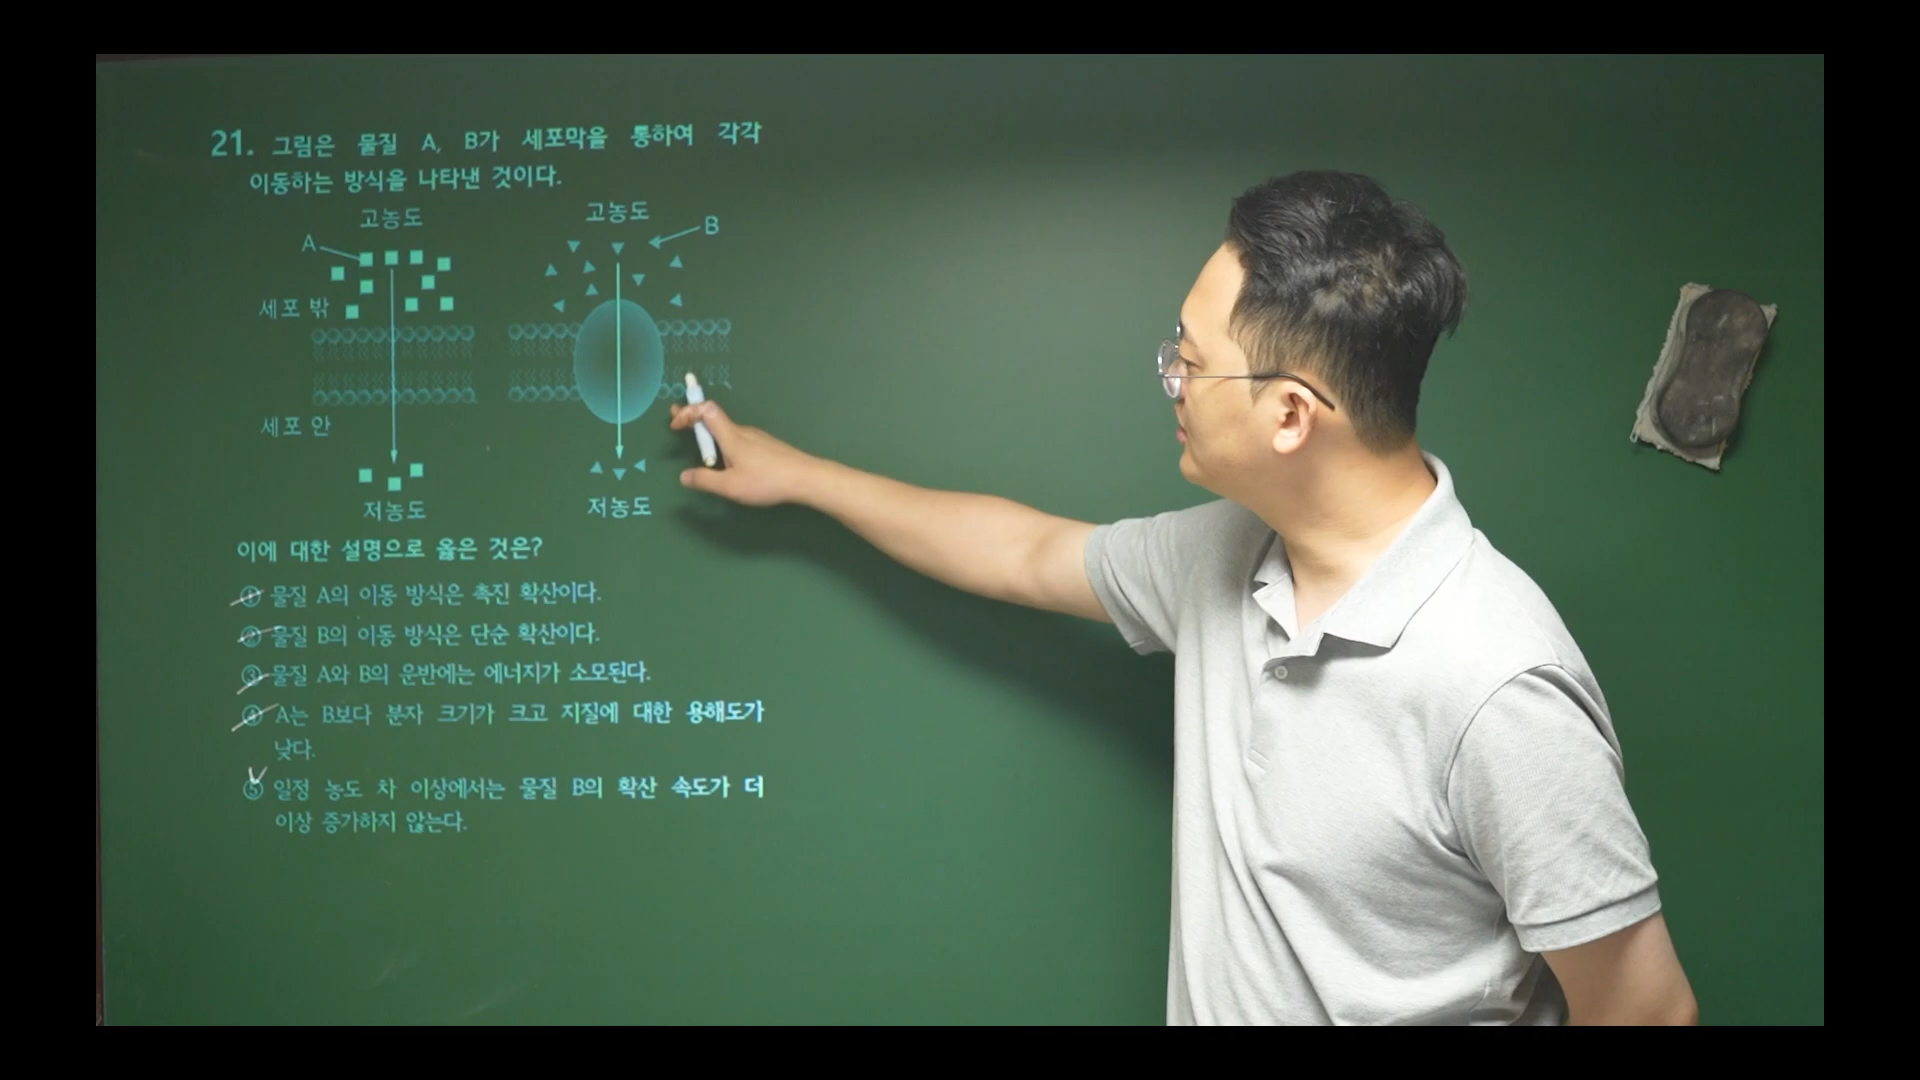 21. 그림은 물질 A, B가 세포막을 통하여 각각
이동하는 방식을 나타낸 것이다.
고농도 고농도
A B
세포 밖
세포 안
저농도 저농도
이에 대한 설명으로 옳은 것은?
① 물질 A의 이동 방식은 촉진 확산이다.
② 물질 B의 이동 방식은 단순 확산이다.
③ 물질 A와 B의 운반에는 에너지가 소모된다.
④ A는 B보다 분자 크기가 크고 지질에 대한 용해도가
낮다.
⑤ 일정 농도 차 이상에서는 물질 B의 확산 속도가 더
이상 증가하지 않는다.